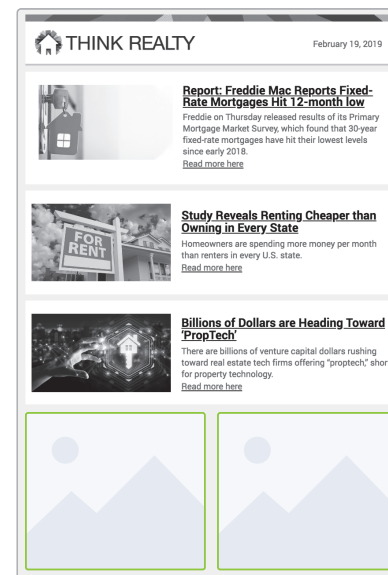 THINK REALTY
February 19, 2019
Report: Freddie Mac Reports Fixed-
Rate Mortgages Hit 12-month low
Freddie on Thursday released results of its Primary
Mortgage Market Survey, which found that 30-year
fixed-rate mortgages have hit their lowest levels
since early 2018.
Read more here
FOR
RENT
Study Reveals Renting Cheaper than
Owning in Every State
Homeowners are spending more money per month
than renters in every U.S. state.
Read more here
Billions of Dollars are Heading Toward
‘PropTech’
There are billions of venture capital dollars rushing
toward real estate tech firms offering “proptech,” shor
for property technology.
Read more here